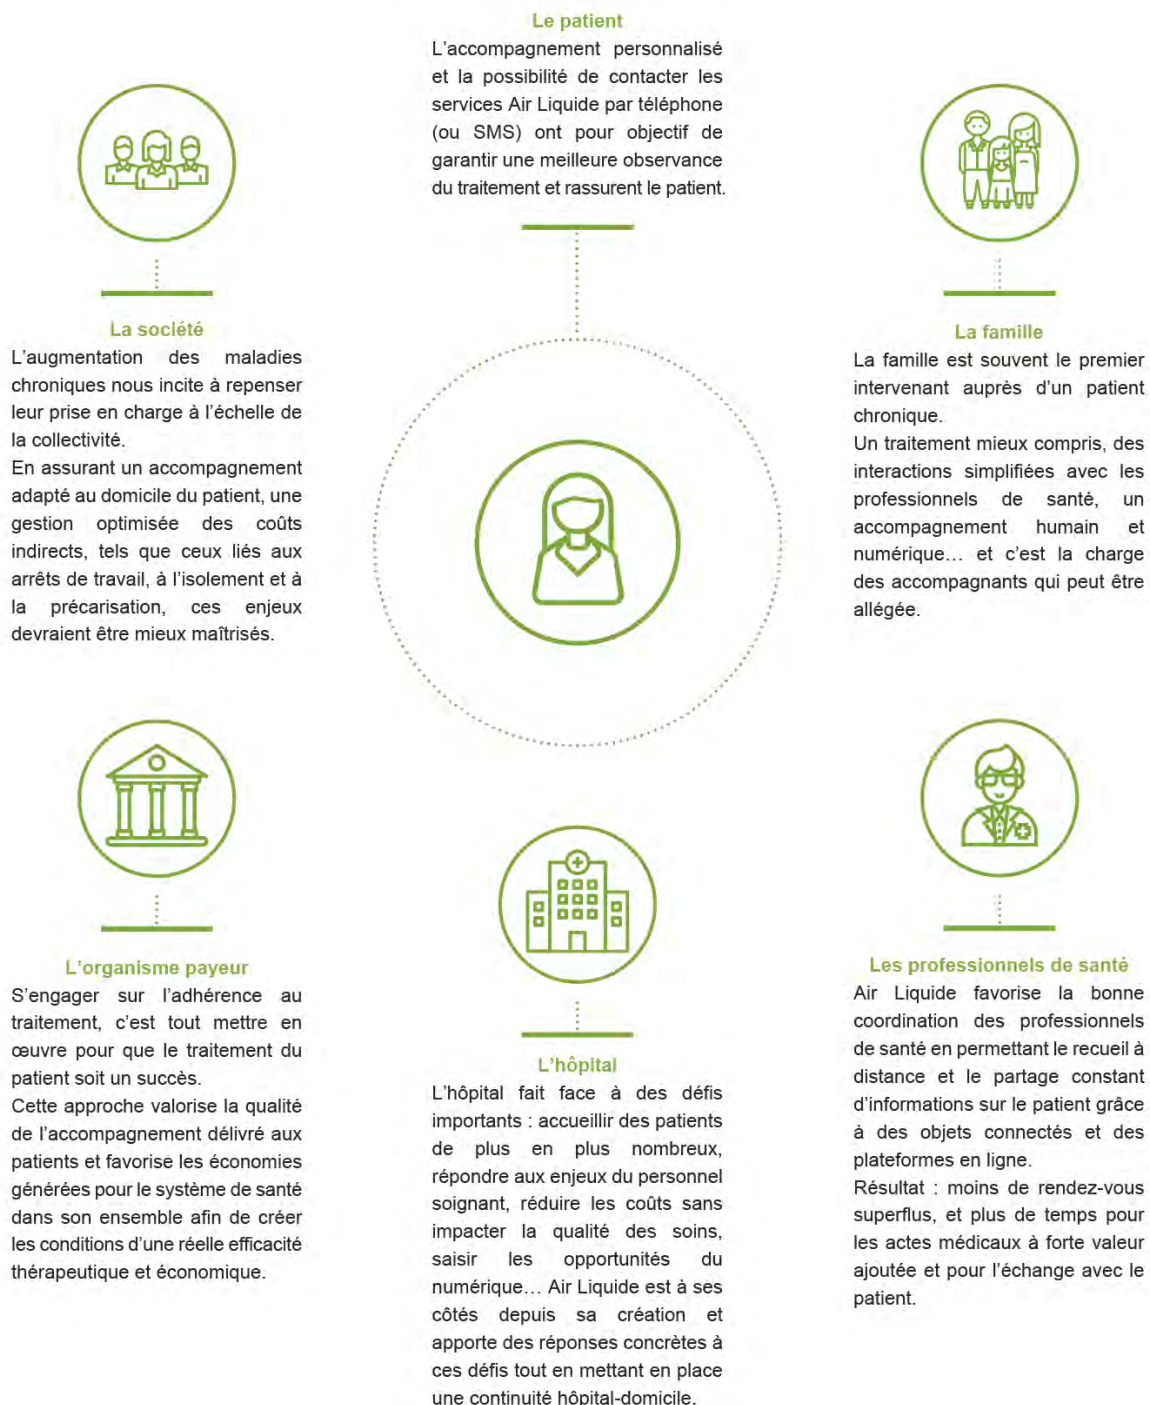 Le patient
L'accompagnement personnalisé
et la possibilité de contacter les
services Air Liquide par téléphone
(ou SMS) ont pour objectif de
garantir une meilleure observance
du traitement et rassurent le patient.
La société
L'augmentation des maladies
chroniques nous incite à repenser
leur prise en charge à l'échelle de
la collectivité.
En assurant un accompagnement
adapté au domicile du patient, une
gestion optimisée des coûts
indirects, tels que ceux liés aux
arrêts de travail, à l'isolement et à
la précarisation, ces enjeux
devraient être mieux maîtrisés.
La famille
La famille est souvent le premier
intervenant auprès d'un patient
chronique.
Un traitement mieux compris, des
interactions simplifiées avec les
professionnels de santé, un
accompagnement humain et
numérique… et c'est la charge
des accompagnants qui peut être
allégée.
L'organisme payeur
S'engager sur l'adhérence au
traitement, c'est tout mettre en
œuvre pour que le traitement du
patient soit un succès.
Cette approche valorise la qualité
de l'accompagnement délivré aux
patients et favorise les économies
générées pour le système de santé
dans son ensemble afin de créer
les conditions d'une réelle efficacité
thérapeutique et économique.
L'hôpital
L'hôpital fait face à des défis
importants : accueillir des patients
de plus en plus nombreux,
répondre aux enjeux du personnel
soignant, réduire les coûts sans
impacter la qualité des soins,
saisir les opportunités du
numérique… Air Liquide est à ses
côtés depuis sa création et
apporte des réponses concrètes à
ces défis tout en mettant en place
une continuité hôpital-domicile.
Les professionnels de santé
Air Liquide favorise la bonne
coordination des professionnels
de santé en permettant le recueil à
distance et le partage constant
d'informations sur le patient grâce
à des objets connectés et des
plateformes en ligne.
Résultat : moins de rendez-vous
superflus, et plus de temps pour
les actes médicaux à forte valeur
ajoutée et pour l'échange avec le
patient.